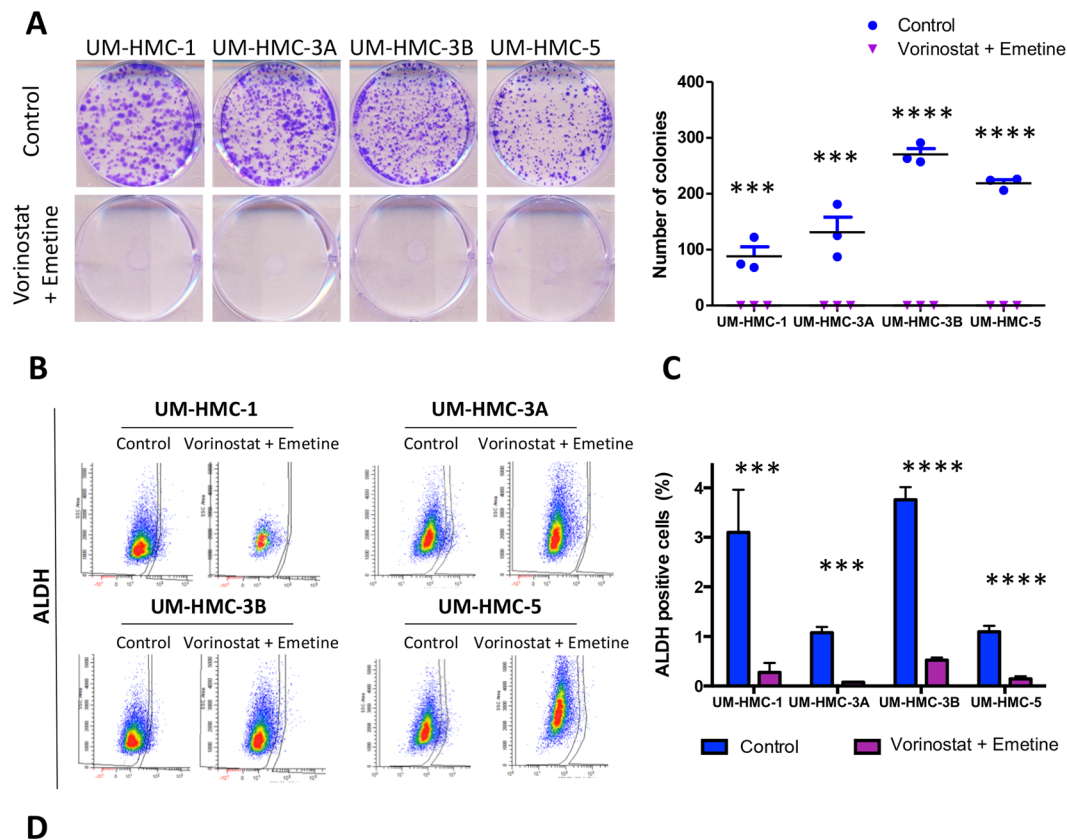 A
UM-HMC-1 UM-HMC-3A UM-HMC-3B UM-HMC-5
Control
Vorinostat
+ Emetine
Control
Vorinostat + Emetine
Number of colonies
400
300
200
100
0
***
***
****
****
UM-HMC-1 UM-HMC-3A UM-HMC-3B UM-HMC-5
B
ALDH
UM-HMC-1
Control Vorinostat + Emetine
UM-HMC-3A
Control Vorinostat + Emetine
UM-HMC-3B
Control Vorinostat + Emetine
UM-HMC-5
Control Vorinostat + Emetine
C
ALDH positive cells (%)
4
3
2
1
0
***
***
****
****
UM-HMC-1 UM-HMC-3A UM-HMC-3B UM-HMC-5
Control Vorinostat + Emetine
D